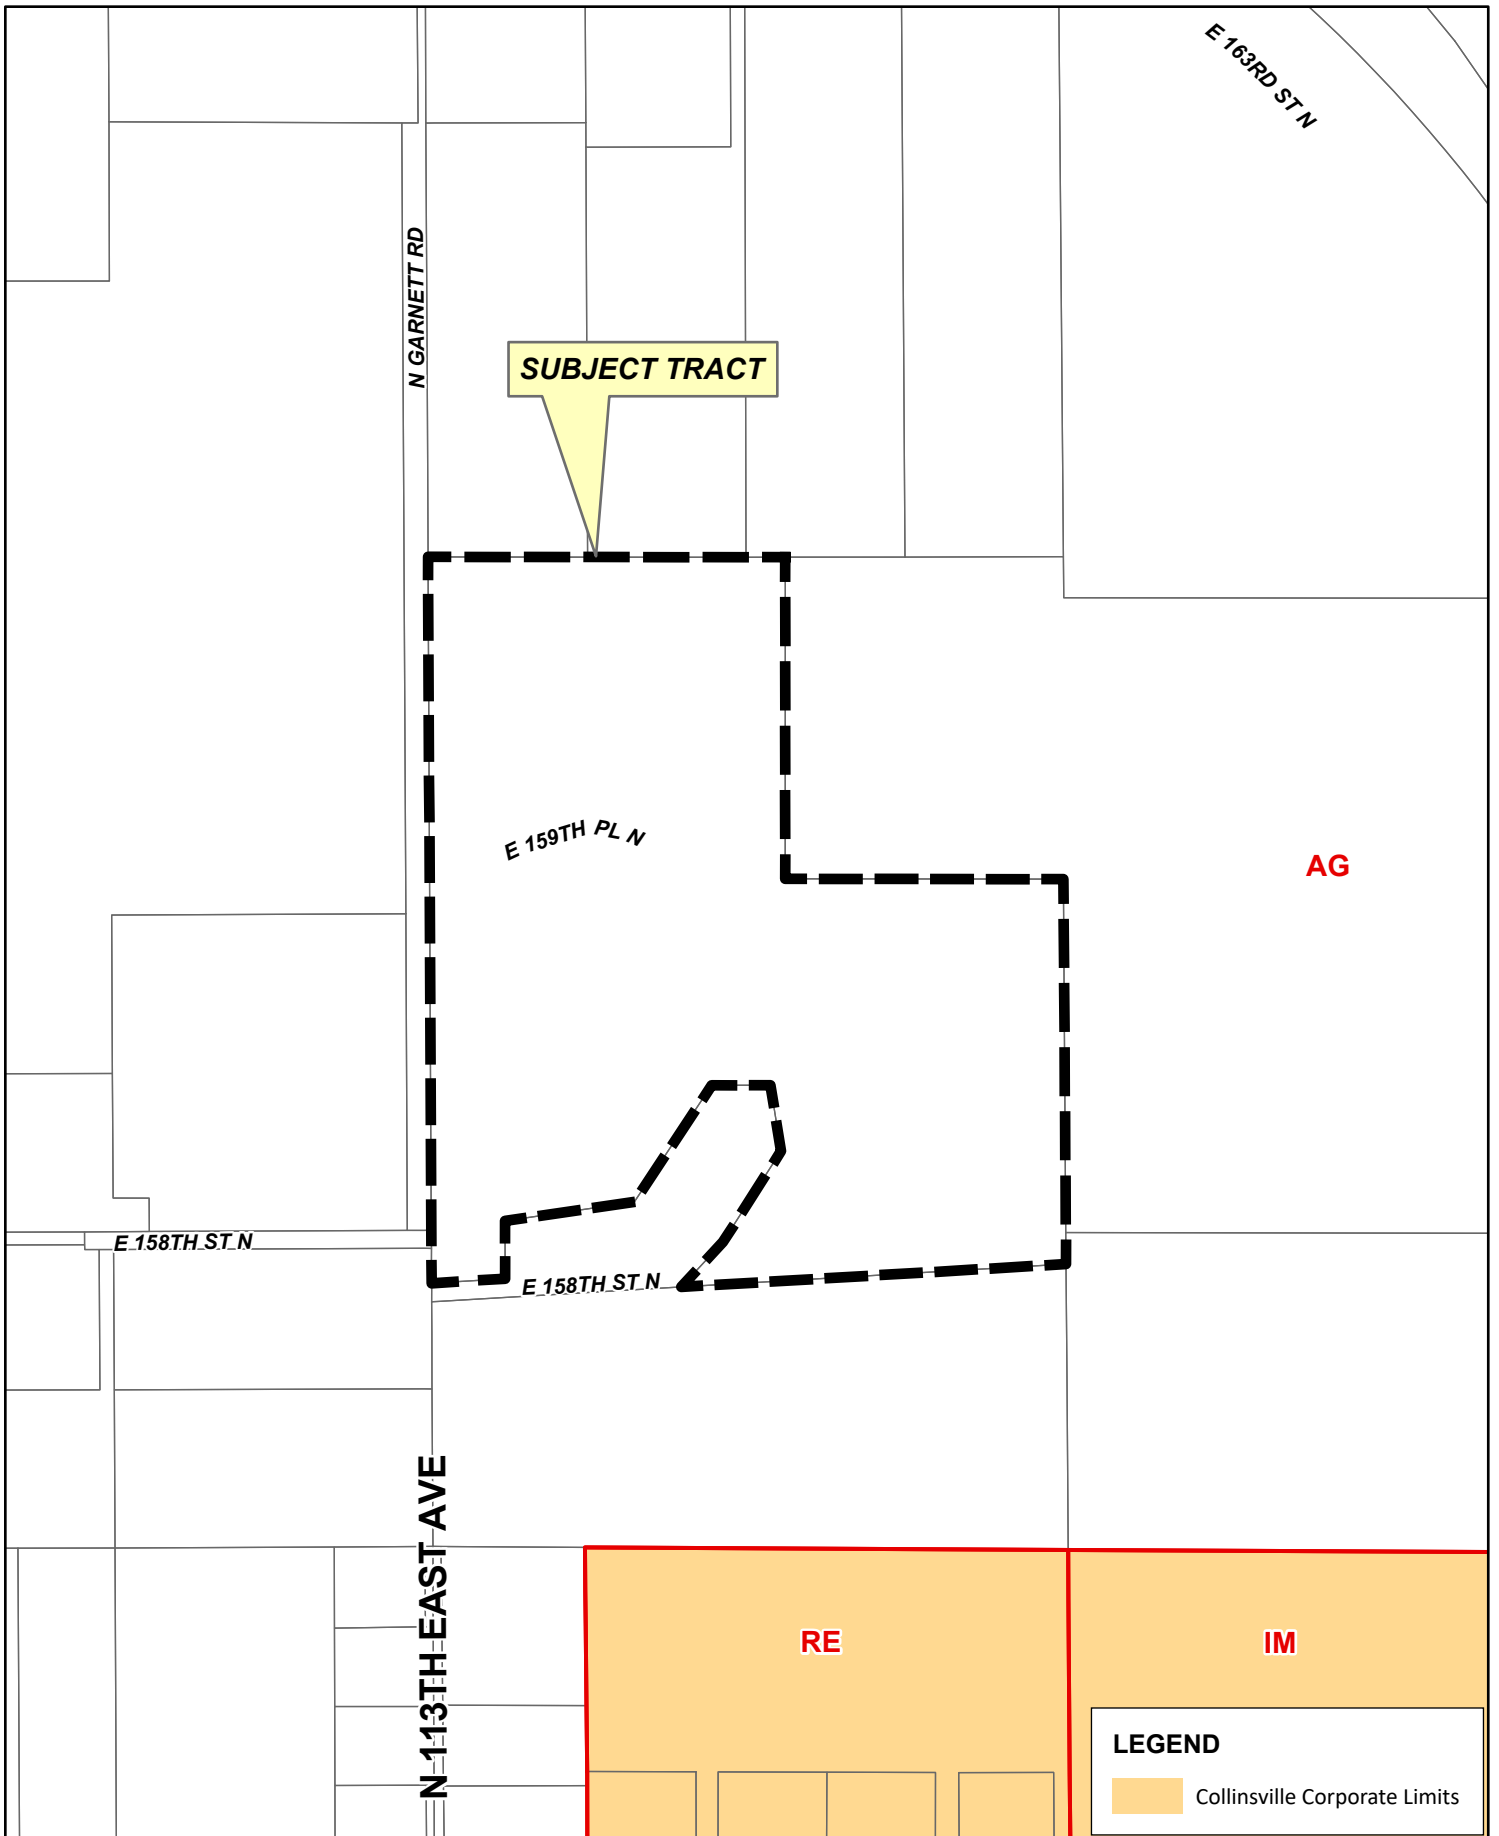 E 163RD ST N
N GARNETT RD
SUBJECT TRACT
E 159TH PL N
AG
E 158TH ST N
E 158TH ST N
N 113TH EAST AVE
RE
IM
LEGEND
Collinsville Corporate Limits